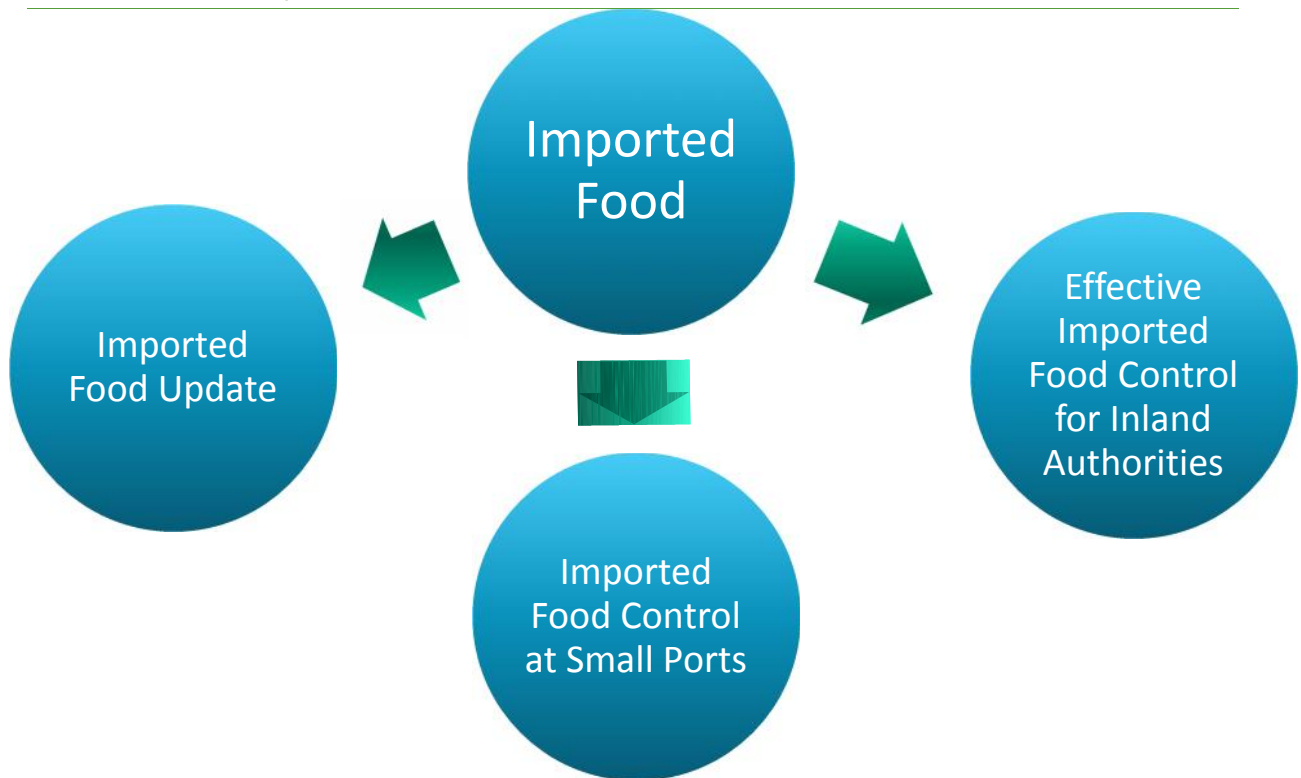 Imported
Food
Imported
Food Update
Effective
Imported
Food Control
for Inland
Authorities
Imported
Food Control
at Small Ports